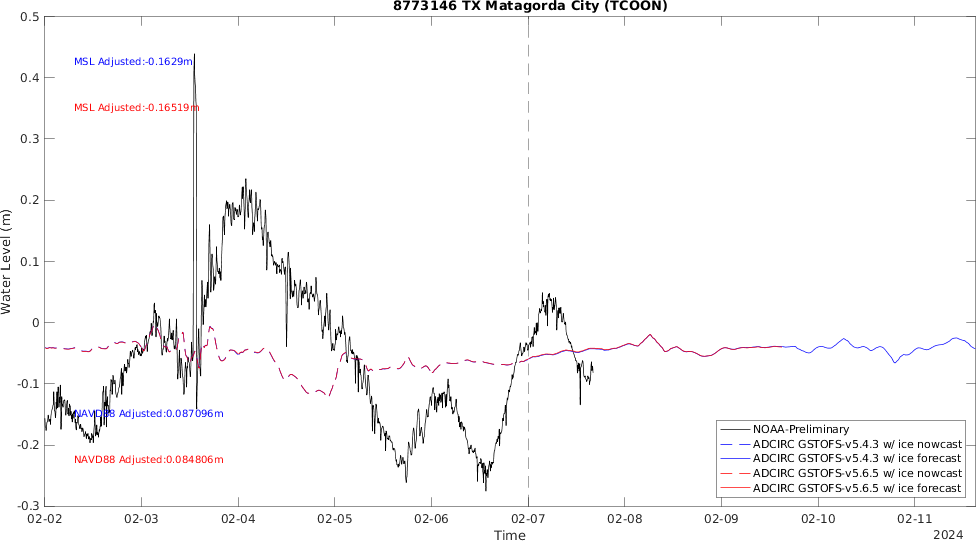 8773146 TX Matagorda City (TCOON)
0.5
0.4
0.3
0.2
0.1
0
-0.1
-0.2
-0.3
Water Level (m)
MSL Adjusted:-0.1629m
MSL Adjusted:-0.16519m
NAVD88 Adjusted:0.087096m
NAVD88 Adjusted:0.084806m
NOAA-Preliminary
ADCIRC GSTOFS-v5.4.3 w/ ice nowcast
ADCIRC GSTOFS-v5.4.3 w/ ice forecast
ADCIRC GSTOFS-v5.6.5 w/ ice nowcast
ADCIRC GSTOFS-v5.6.5 w/ ice forecast
02-02 02-03 02-04 02-05 02-06 02-07 02-08 02-09 02-10 02-11
Time
2024